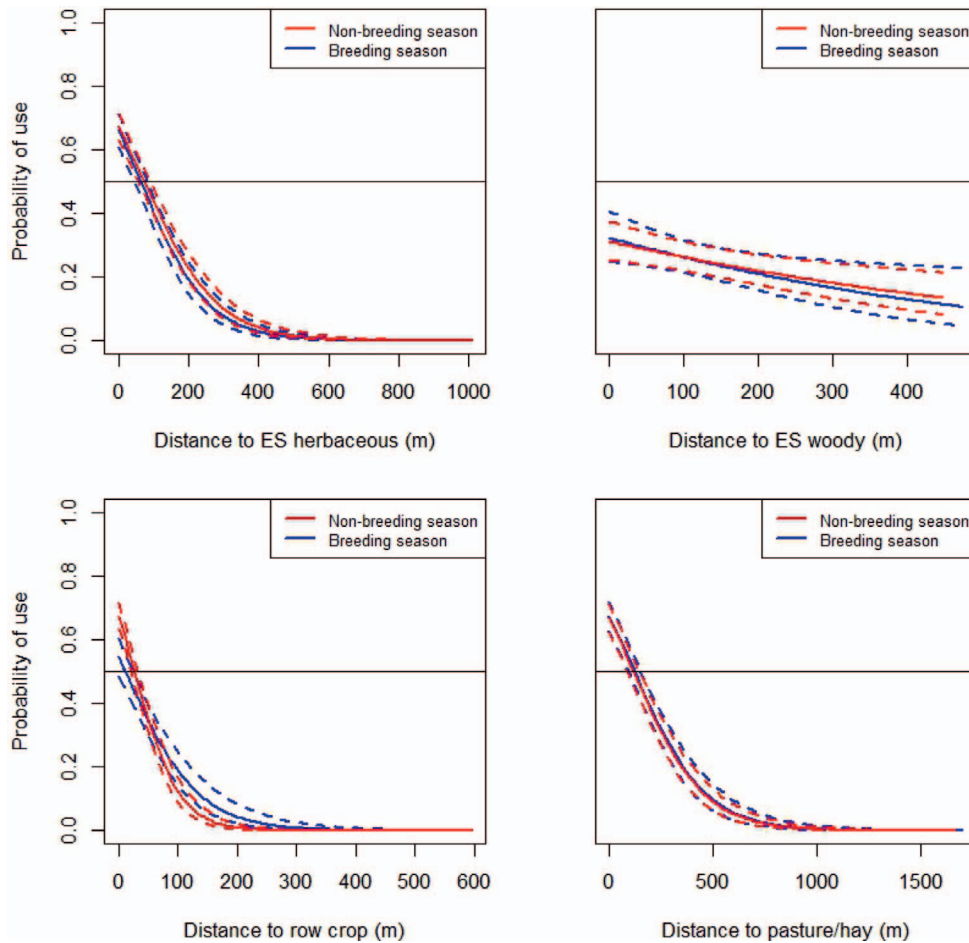 Non-breeding season
Breeding season
Probability of use
0.0 0.2 0.4 0.6 0.8 1.0
0 200 400 600 800 1000
Distance to ES herbaceous (m)
Non-breeding season
Breeding season
0 100 200 300 400
Distance to ES woody (m)
Non-breeding season
Breeding season
Probability of use
0.0 0.2 0.4 0.6 0.8 1.0
0 100 200 300 400 500 600
Distance to row crop (m)
Non-breeding season
Breeding season
0 500 1000 1500
Distance to pasture/hay (m)